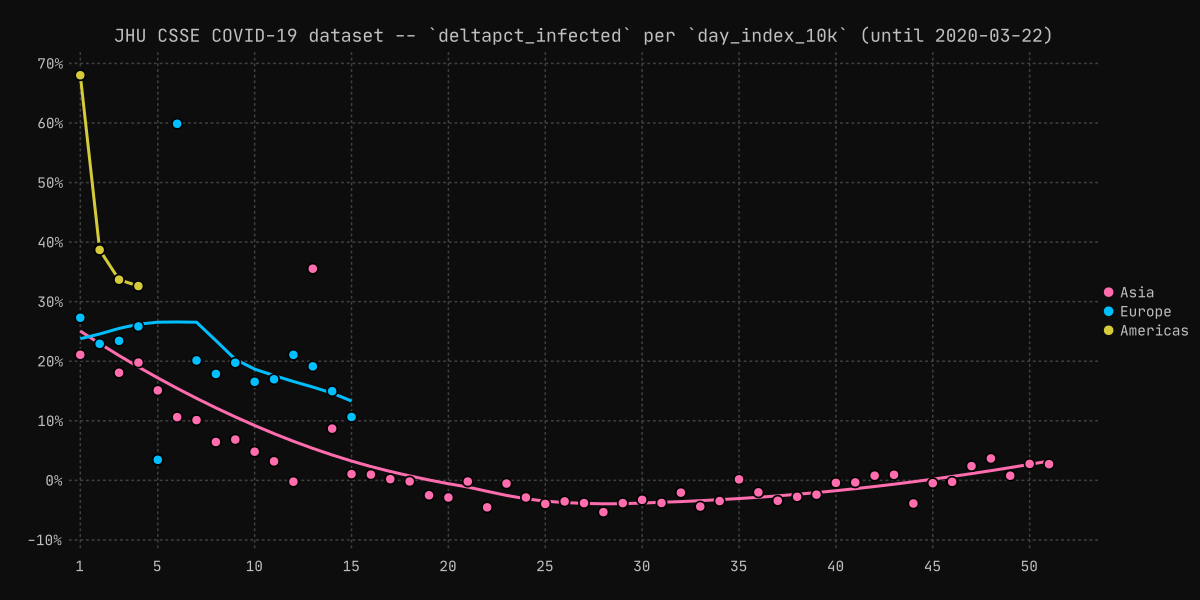 JHU CSSE COVID-19 dataset -- `deltapct_infected` per `day_index_10k` (until 2020-03-22)
70%
60%
50%
40%
30%
20%
10%
0%
-10%
1 5 10 15 20 25 30 35 40 45 50
Asia
Europe
Americas